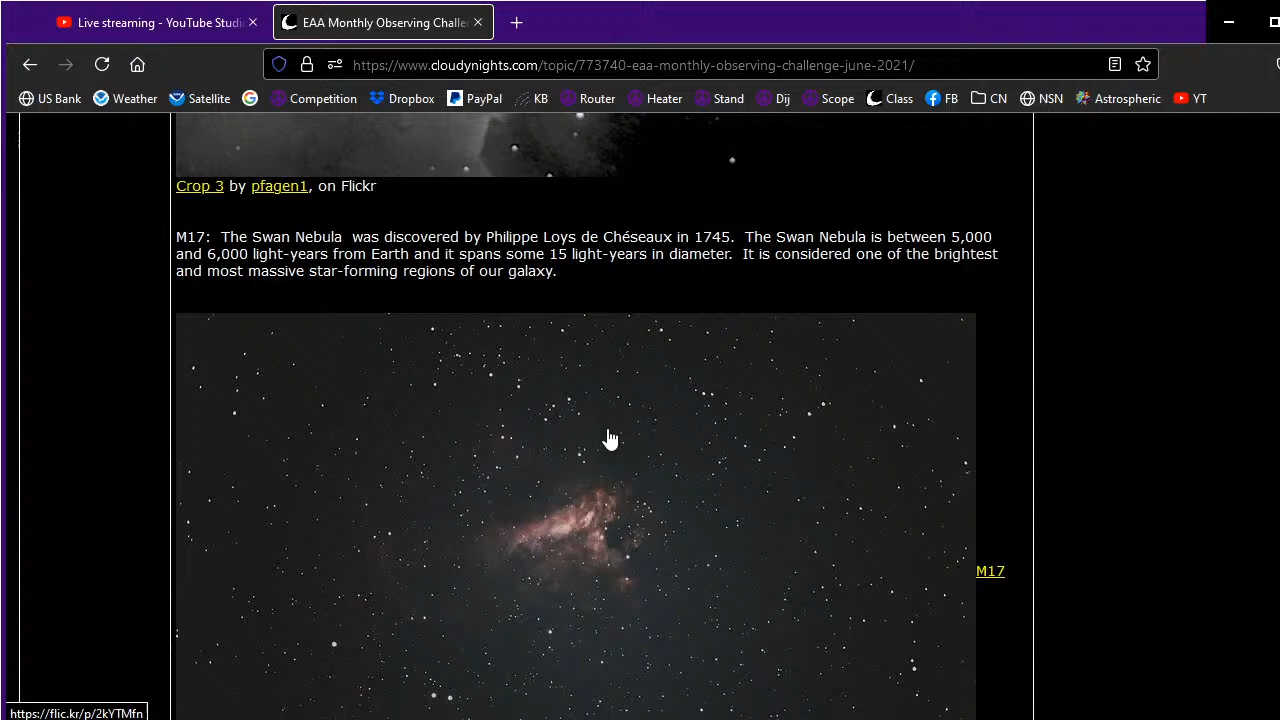 Live streaming - YouTube Studi
EAA Monthly Observing Challe
https://www.cloudynights.com/topic/773740-eaa-monthly-observing-challenge-june-2021/
US Bank Weather Satellite Competition Dropbox PayPal KB Router Heater Stand Dij Scope Class FB CN NSN Astrospheric YT
Crop 3 by pfagen1, on Flickr
M17: The Swan Nebula was discovered by Philippe Loys de Chéseaux in 1745. The Swan Nebula is between 5,000
and 6,000 light-years from Earth and it spans some 15 light-years in diameter. It is considered one of the brightest
and most massive star-forming regions of our galaxy.
M17
https://flic.kr/p/2kYTMfn